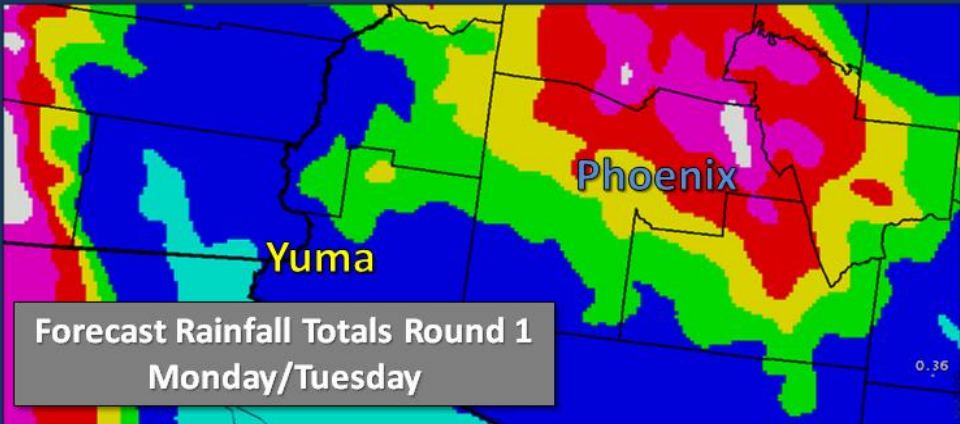 Phoenix
Yuma
Forecast Rainfall Totals Round 1
Monday/Tuesday
0.36